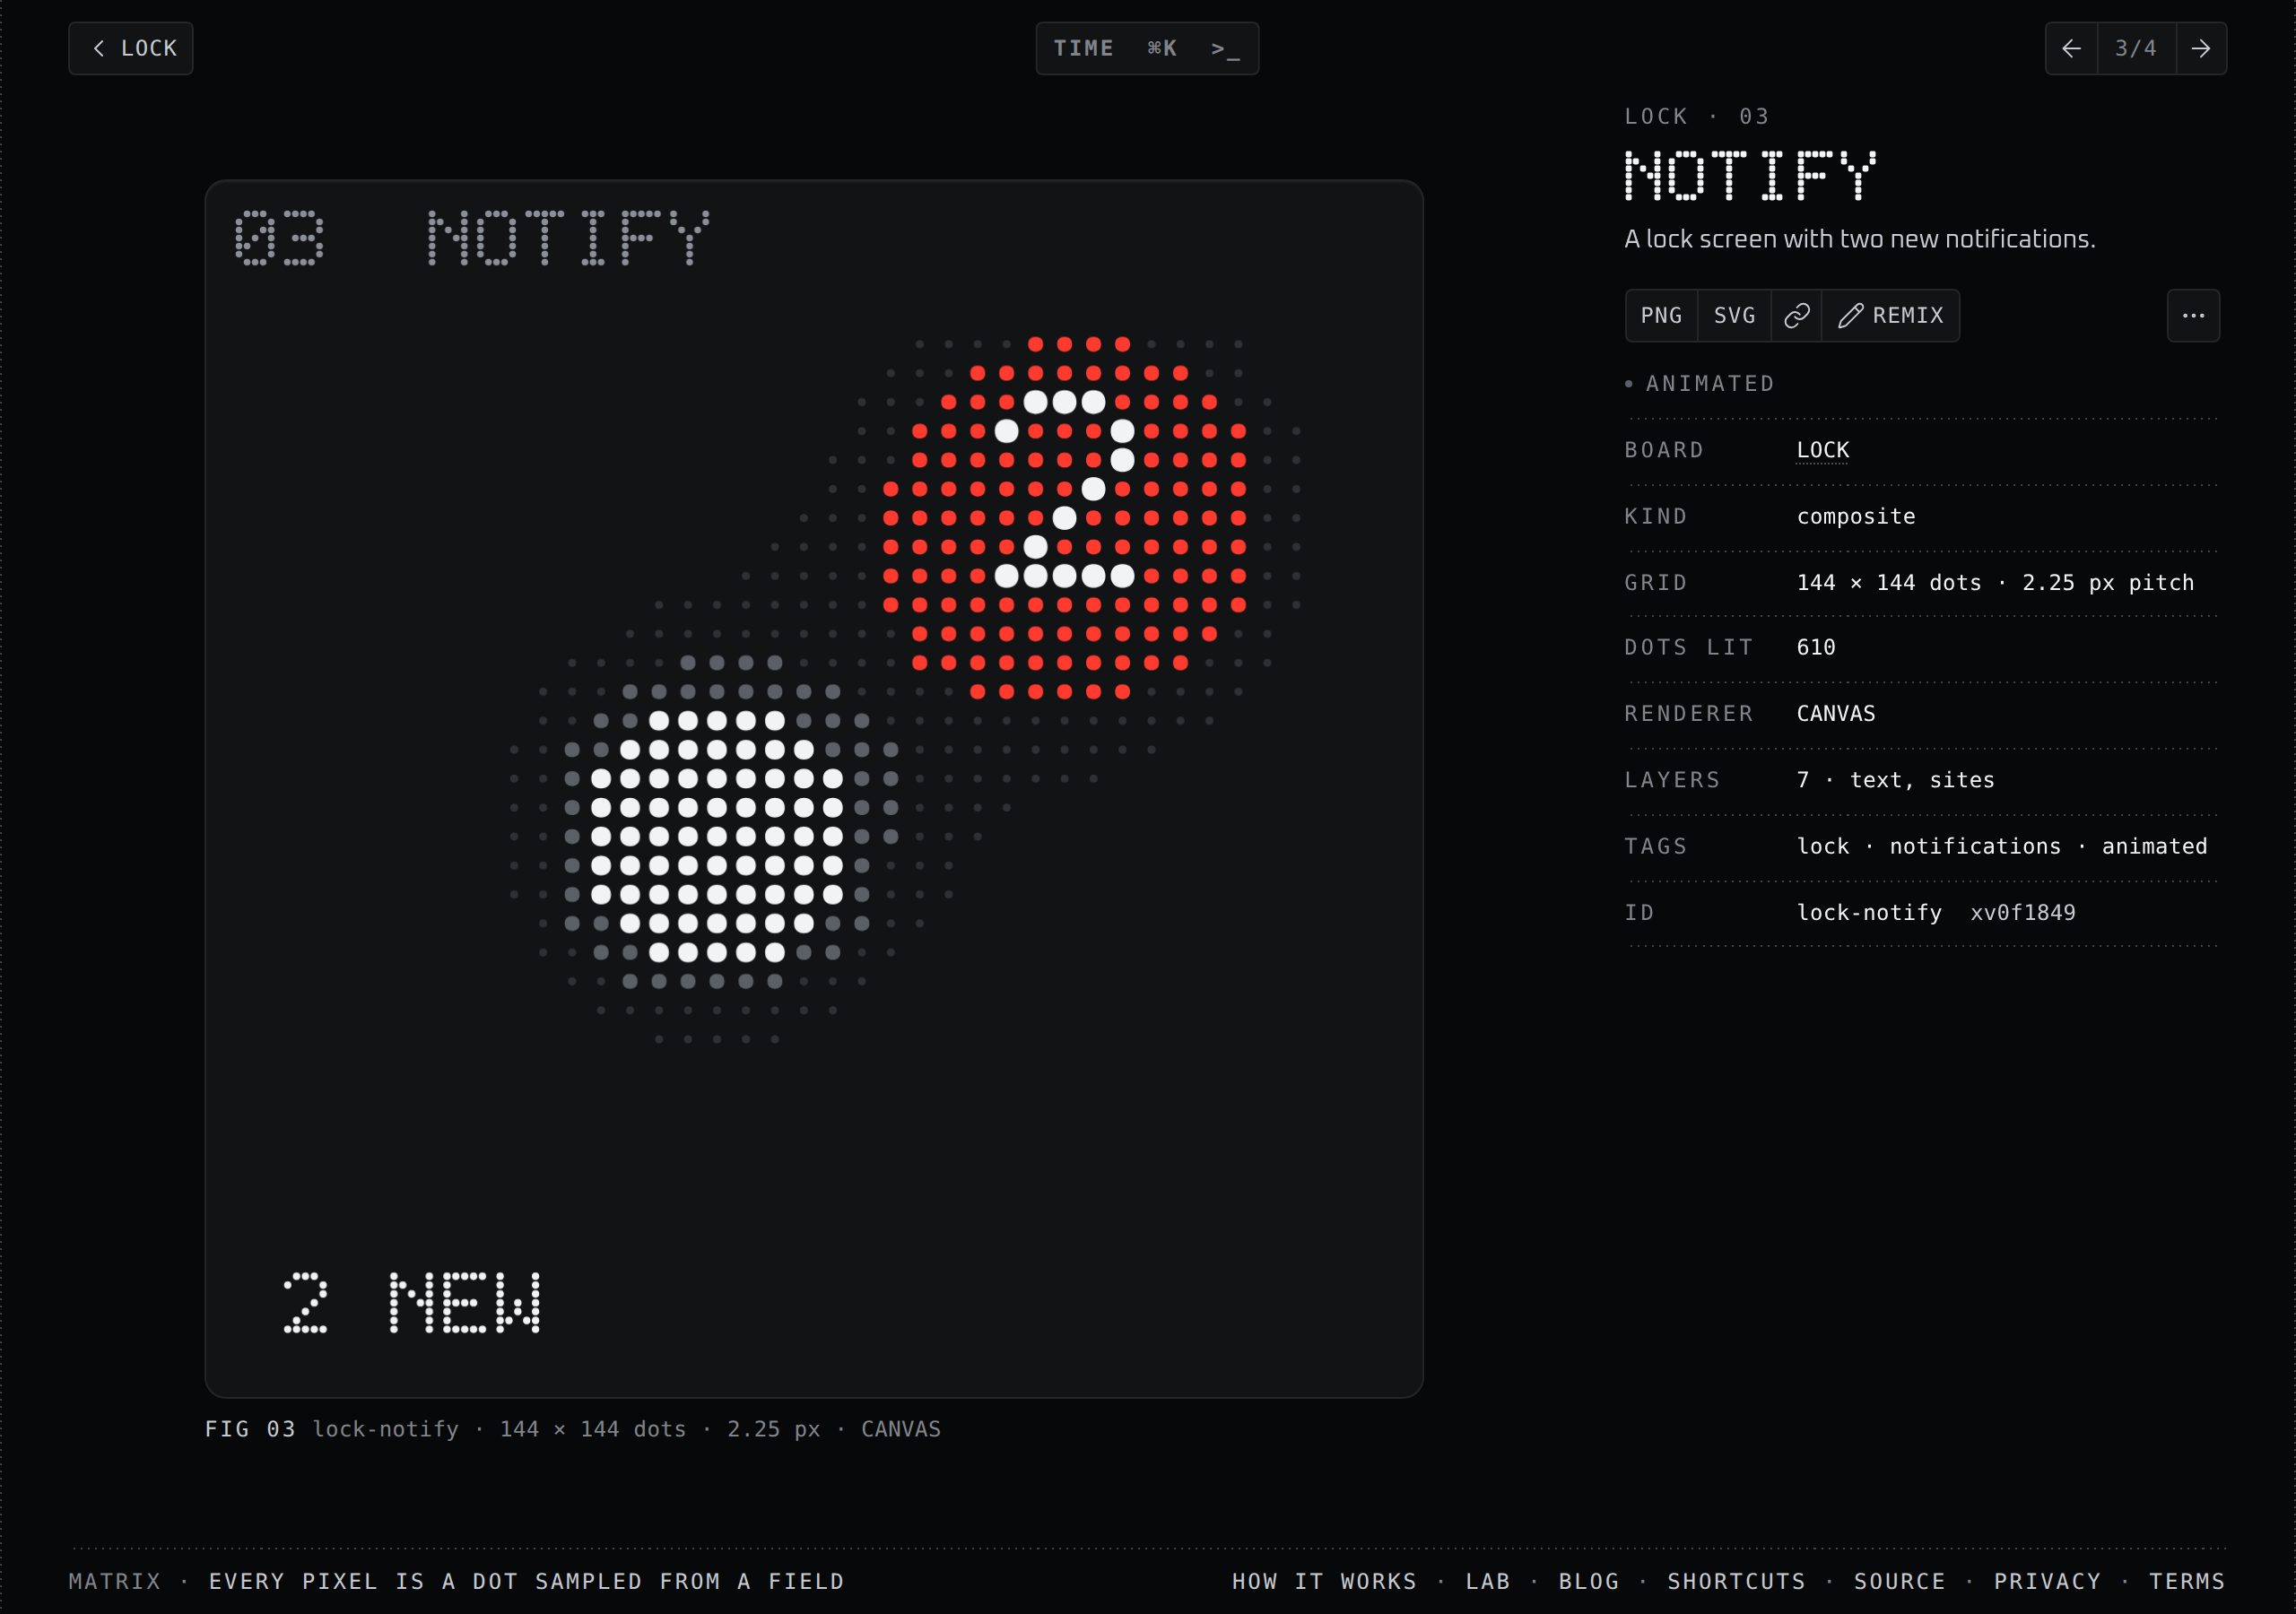 LOCK
TIME ⌘K >_
3/4
03 NOTIFY
2
2 NEW
FIG 03 lock-notify · 144 × 144 dots · 2.25 px · CANVAS
LOCK · 03
NOTIFY
A lock screen with two new notifications.
PNG SVG REMIX ...
• ANIMATED
BOARD LOCK
KIND composite
GRID 144 × 144 dots · 2.25 px pitch
DOTS LIT 610
RENDERER CANVAS
LAYERS 7 · text, sites
TAGS lock · notifications · animated
ID lock-notify xv0f1849
MATRIX · EVERY PIXEL IS A DOT SAMPLED FROM A FIELD
HOW IT WORKS · LAB · BLOG · SHORTCUTS · SOURCE · PRIVACY · TERMS